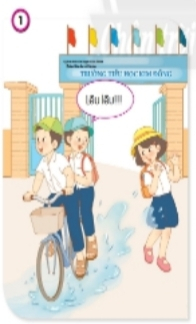 1
TRƯỜNG TIỂU HỌC KIM ĐỒNG
Lêu lêu!!!